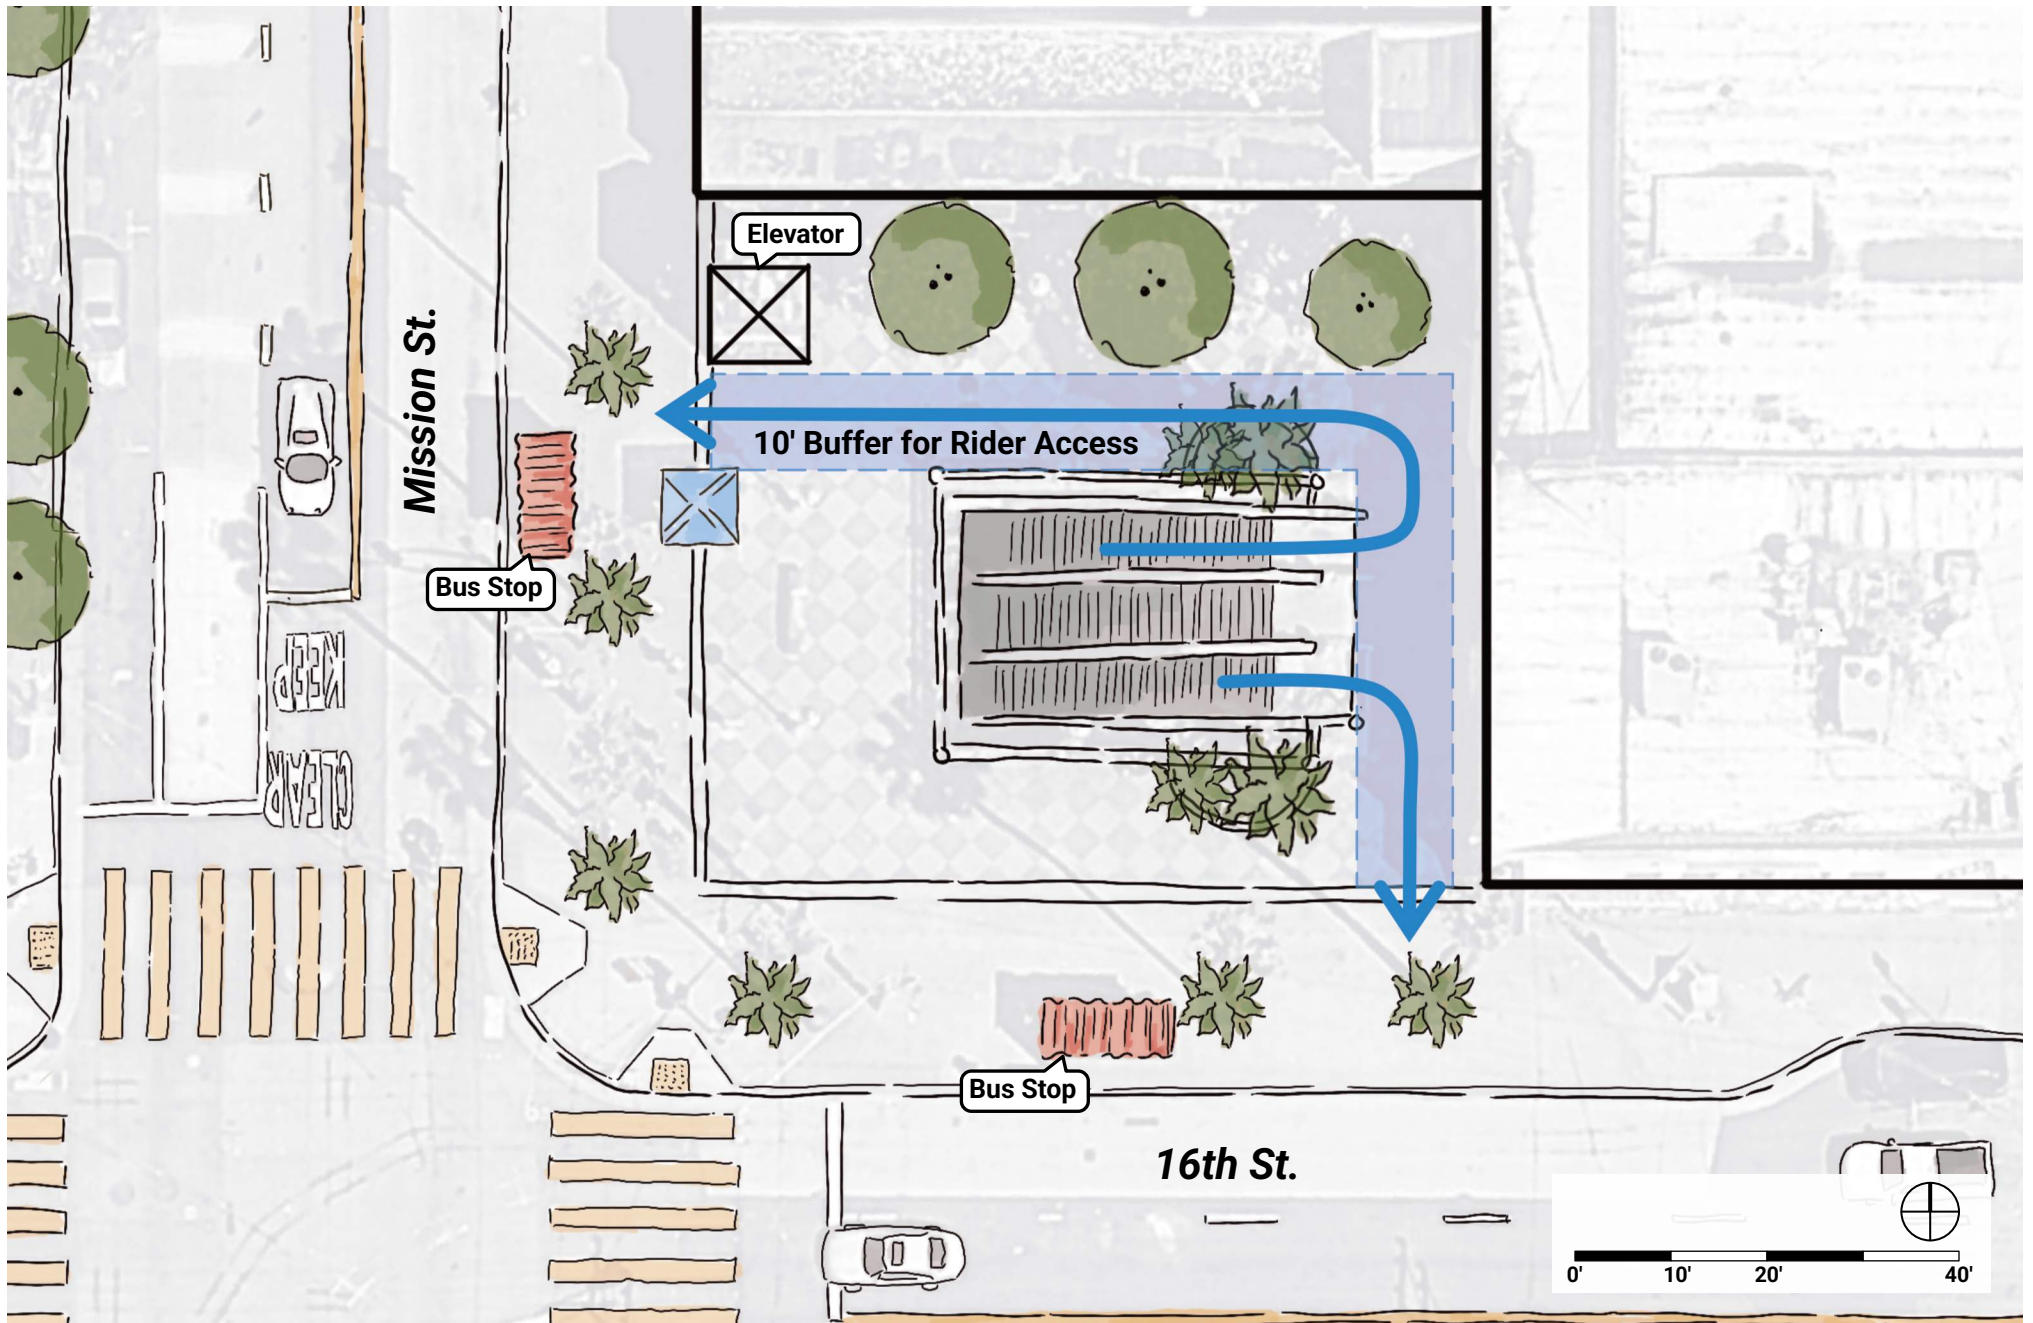 Elevator
Mission St.
10' Buffer for Rider Access
Bus Stop
KEEP
CLEAR
Bus Stop
16th St.
0' 10' 20' 40'